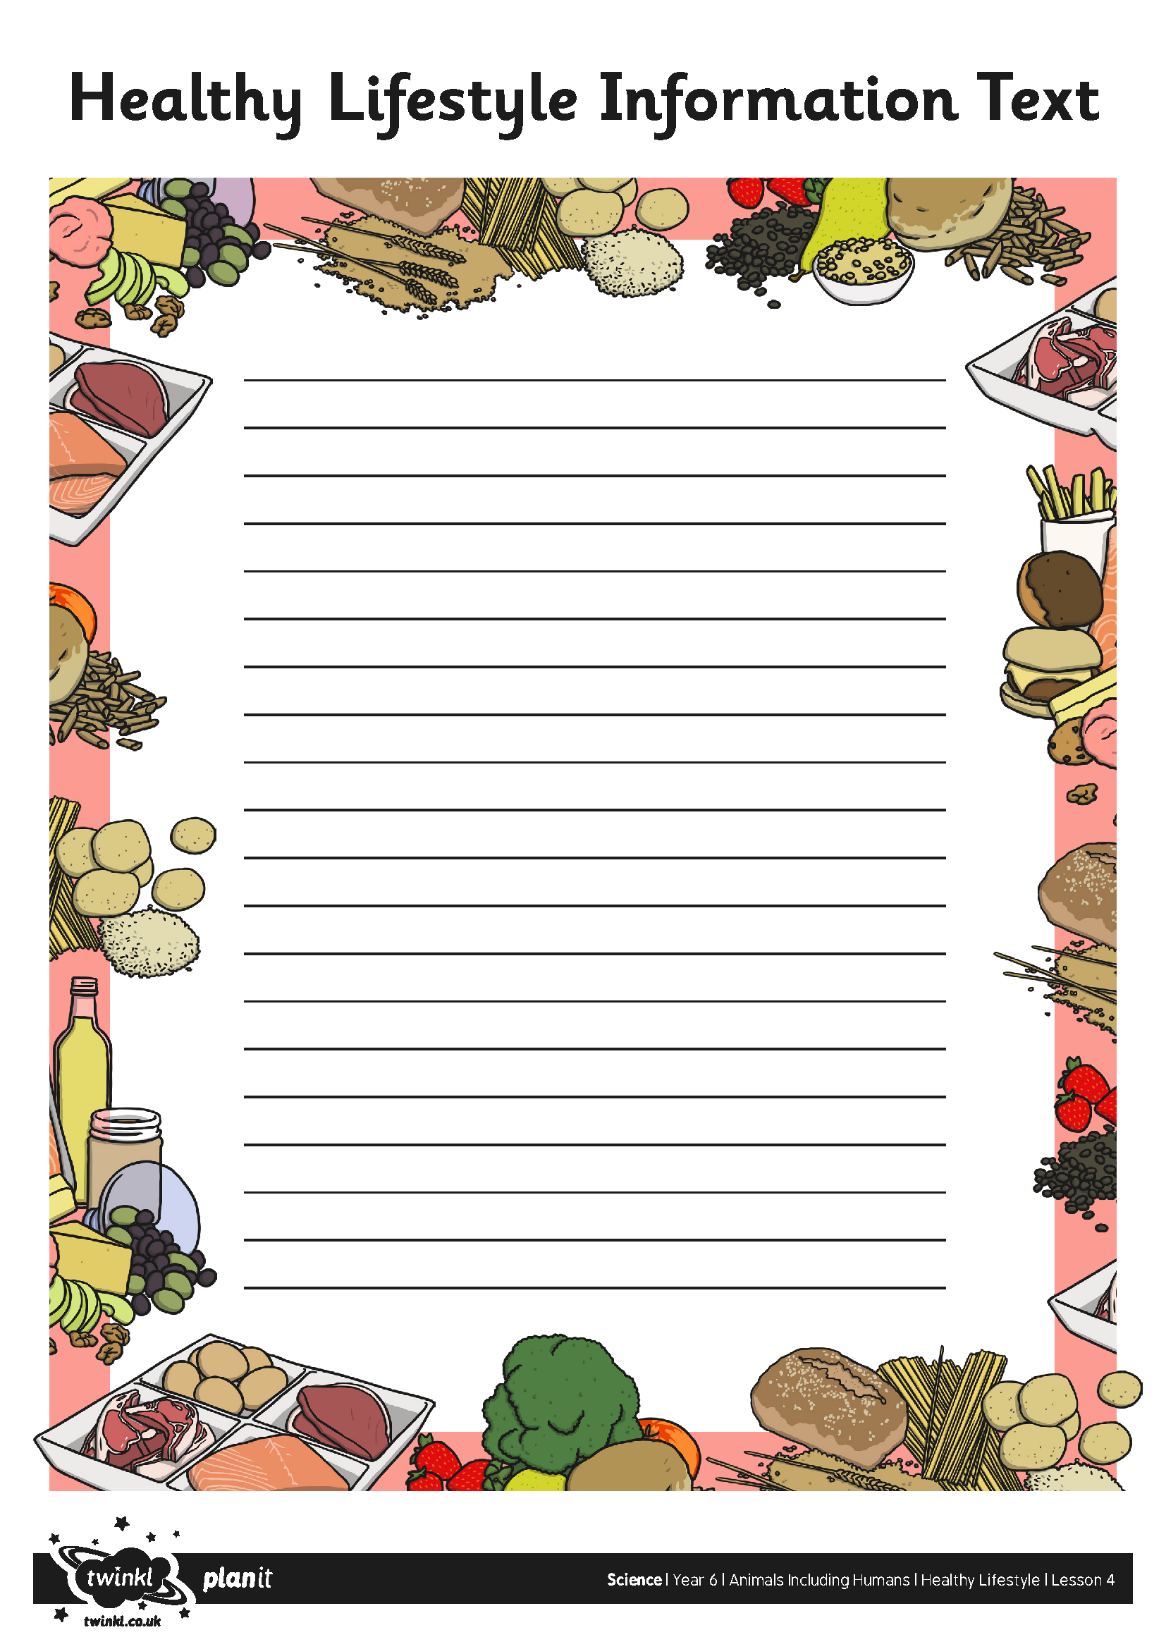 Healthy Lifestyle Information Text
twinkl
planit
Science | Year 6 | Animals Including Humans | Healthy Lifestyle | Lesson 4
twinkl.co.uk